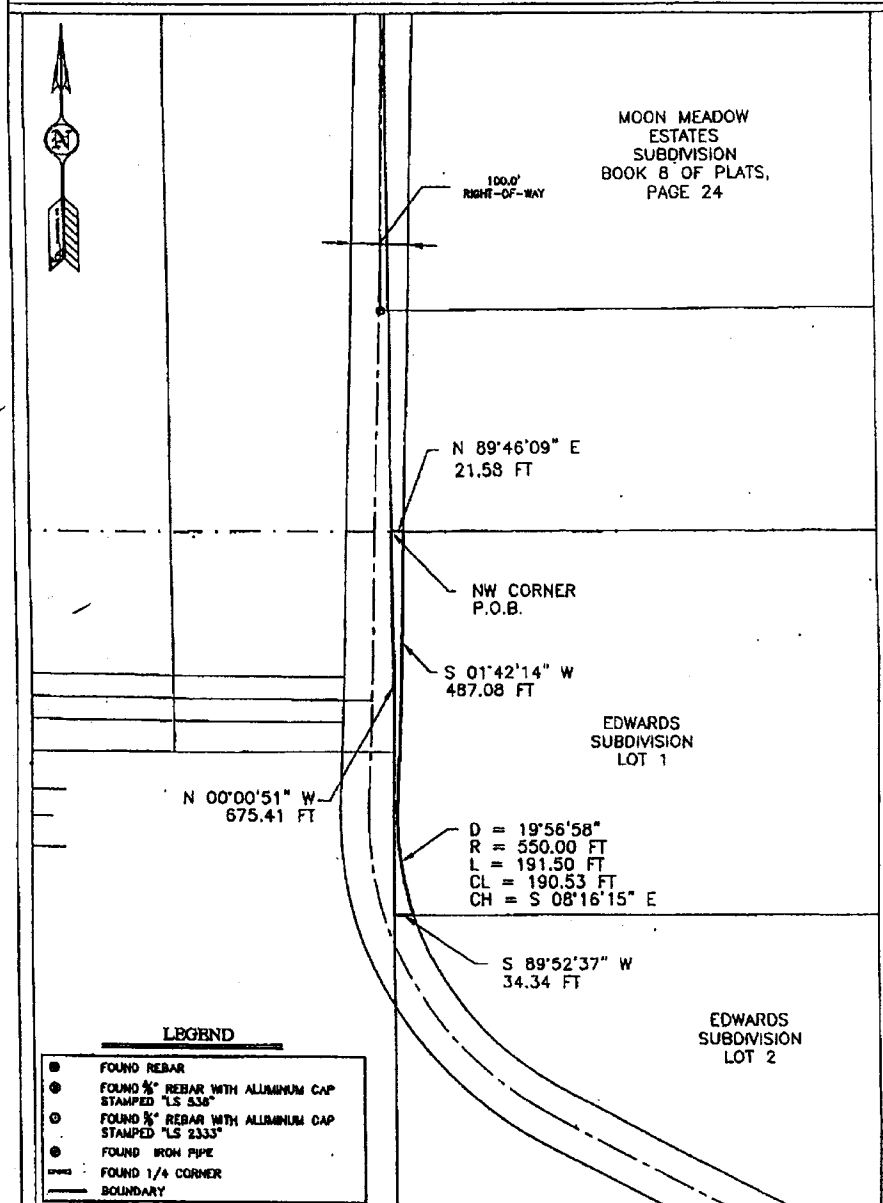 N
MOON MEADOW
ESTATES
SUBDIVISION
BOOK 8 OF PLATS,
PAGE 24
100.0'
RIGHT-OF-WAY
N 89°46'09" E
21.58 FT
NW CORNER
P.O.B.
S 01°42'14" W
487.08 FT
EDWARDS
SUBDIVISION
LOT 1
N 00°00'51" W
675.41 FT
D = 19°56'58"
R = 550.00 FT
L = 191.50 FT
CL = 190.53 FT
CH = S 08°16'15" E
S 89°52'37" W
34.34 FT
EDWARDS
SUBDIVISION
LOT 2
LEGEND
FOUND REBAR
FOUND REBAR WITH ALUMINUM CAP
STAMPED "LS 538"
FOUND REBAR WITH ALUMINUM CAP
STAMPED "LS 2333"
FOUND IRON PIPE
FOUND 1/4 CORNER
BOUNDARY